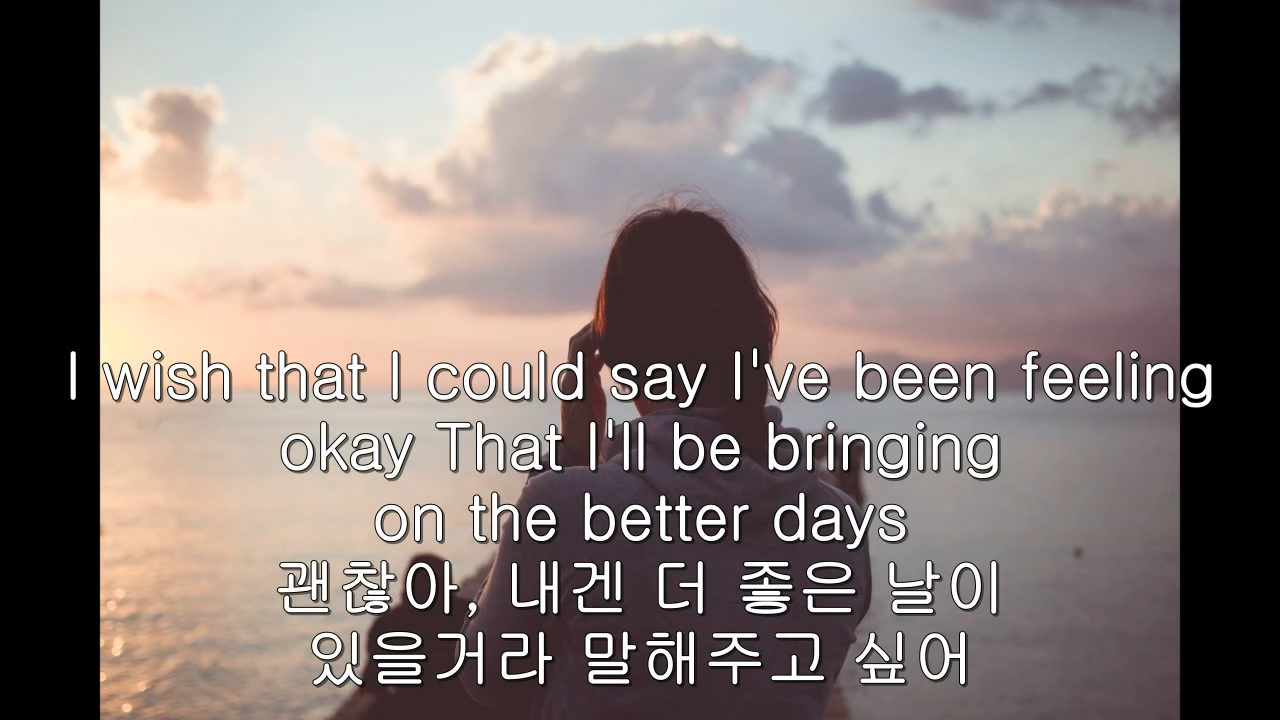 I wish that I could say I've been feeling
okay That I'll be bringing
on the better days
괜찮아, 내겐 더 좋은 날이
있을거라 말해주고 싶어